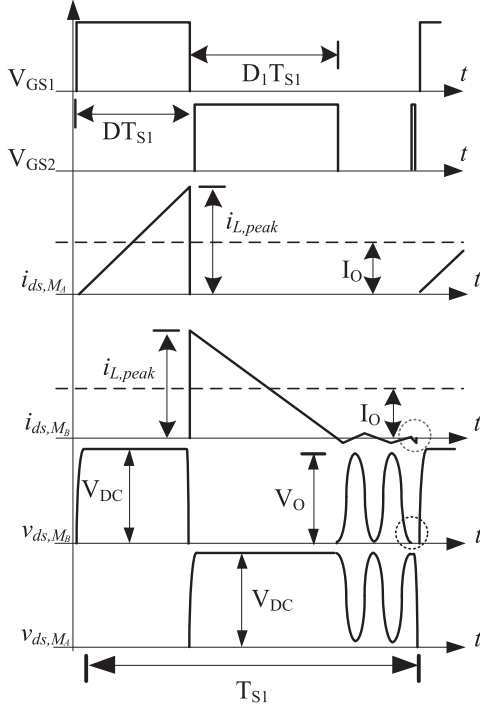 V_GS1
t
D_1T_S1
DT_S1
V_GS2
t
i_L,peak
I_O
i_ds,M_A
t
i_L,peak
I_O
i_ds,M_B
t
V_DC
V_O
v_ds,M_B
t
V_DC
v_ds,M_A
t
T_S1